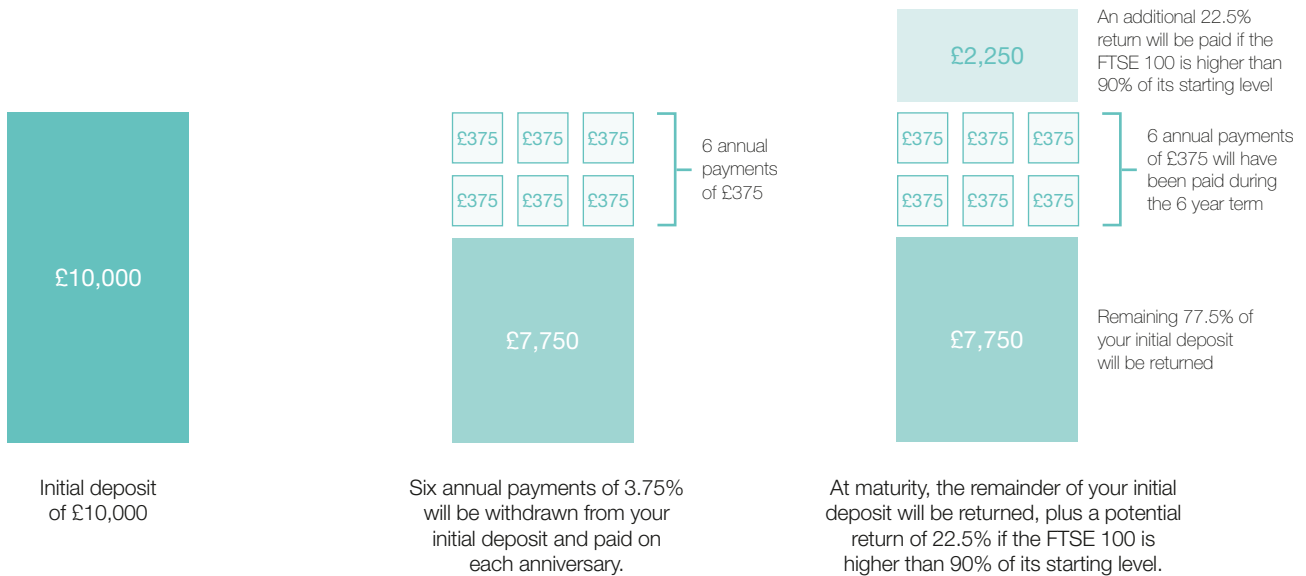 £10,000
Initial deposit
of £10,000
£375 £375 £375
£375 £375 £375
6 annual
payments
of £375
£7,750
Six annual payments of 3.75%
will be withdrawn from your
initial deposit and paid on
each anniversary.
£2,250
An additional 22.5%
return will be paid if the
FTSE 100 is higher than
90% of its starting level
£375 £375 £375
£375 £375 £375
6 annual payments
of £375 will have
been paid during
the 6 year term
£7,750
Remaining 77.5% of
your initial deposit
will be returned
At maturity, the remainder of your initial
deposit will be returned, plus a potential
return of 22.5% if the FTSE 100 is
higher than 90% of its starting level.